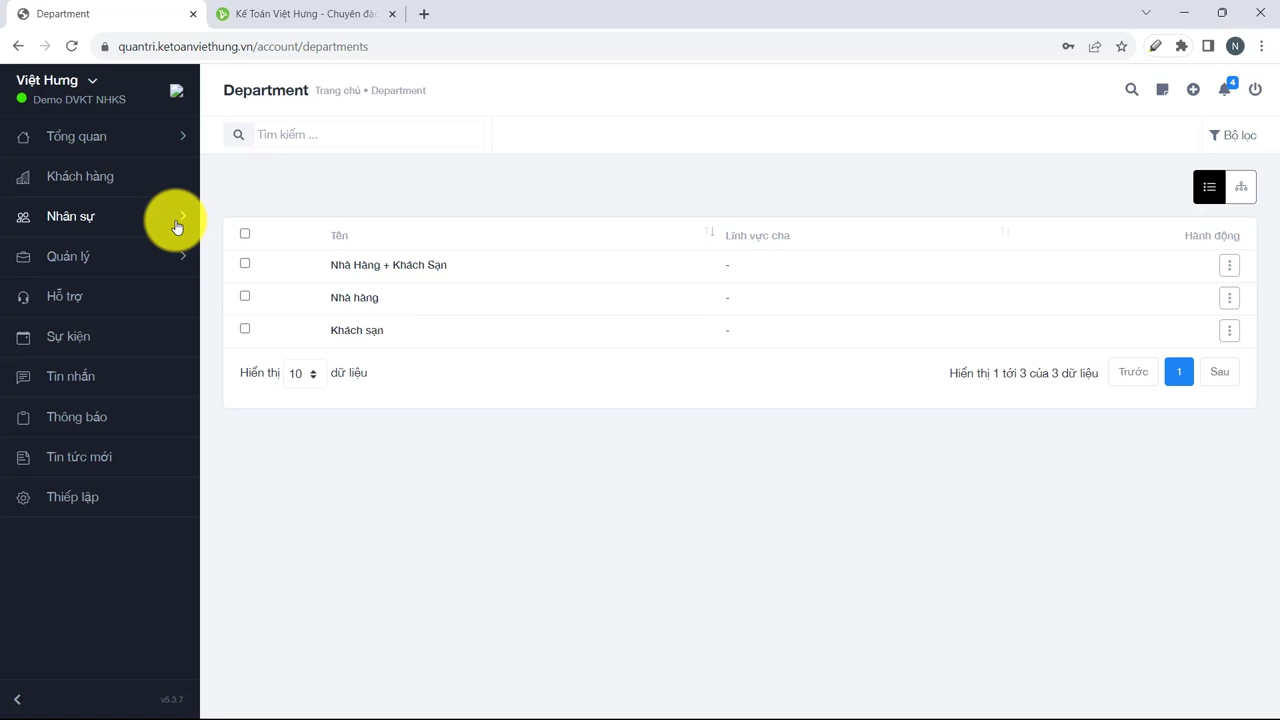 Department
Kế Toán Việt Hưng - Chuyên đào
quantri.ketoanviethung.vn/account/departments
N
Việt Hưng
Demo DVKT NHKS
Department
Trang chủ • Department
4
Tổng quan
Khách hàng
Nhân sự
Quản lý
Hỗ trợ
Sự kiện
Tin nhắn
Thông báo
Tin tức mới
Thiếp lập
v5.3.7
Tìm kiếm ...
Bộ lọc
Tên
Lĩnh vực cha
Hành động
Nhà Hàng + Khách Sạn
-
Nhà hàng
-
Khách sạn
-
Hiển thị 10 dữ liệu
Hiển thị 1 tới 3 của 3 dữ liệu
Trước
1
Sau